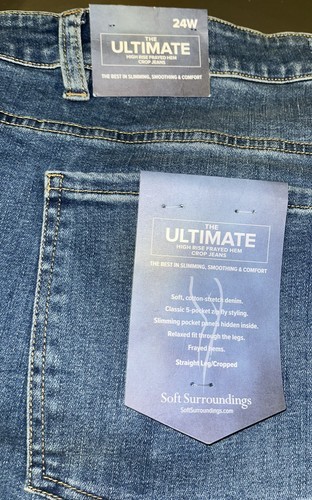 24W
THE
ULTIMATE
HIGH RISE FRAYED HEM
CROP JEANS
THE BEST IN SLIMMING, SMOOTHING & COMFORT
THE
ULTIMATE
HIGH RISE FRAYED HEM
CROP JEANS
THE BEST IN SLIMMING, SMOOTHING & COMFORT
Soft, cotton-stretch denim.
Classic 5-pocket zip/fly styling.
Slimming pocket panels hidden inside.
Relaxed fit through the legs.
Frayed hems.
Straight Leg/Cropped
Soft Surroundings
SoftSurroundings.com